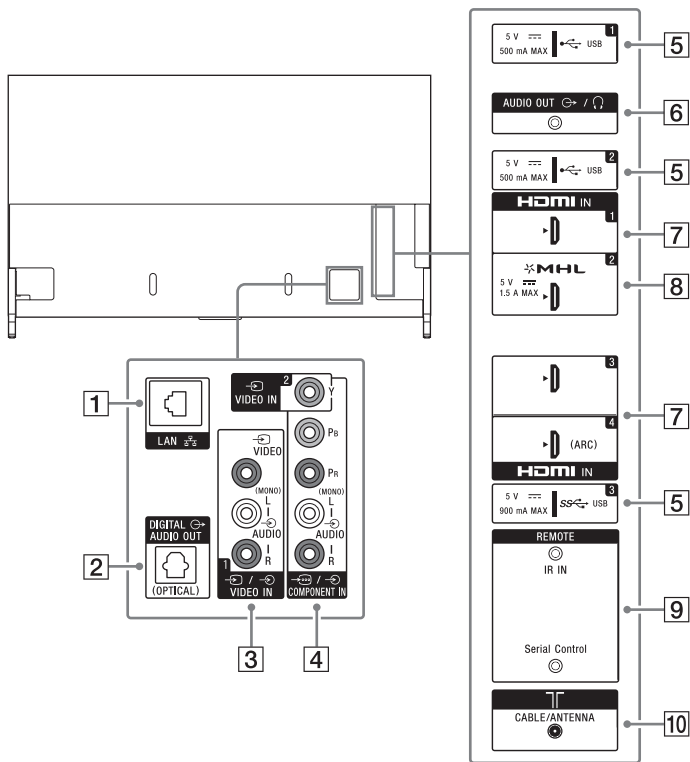 5 V
500 mA MAX
USB
1
5
AUDIO OUT /
6
5 V
500 mA MAX
USB
2
5
HDMI IN
1
7
MHL
2
5 V
1.5 A MAX
8
3
7
4
(ARC)
HDMI IN
5 V
900 mA MAX
SS
USB
3
5
REMOTE
IR IN
9
Serial Control
CABLE/ANTENNA
10
1
LAN
2
VIDEO IN
Y
PB
PR
VIDEO
(MONO)
L
AUDIO
R
(MONO)
L
AUDIO
R
DIGITAL
AUDIO OUT
2
(OPTICAL)
1
/
VIDEO IN
/
COMPONENT IN
3
4